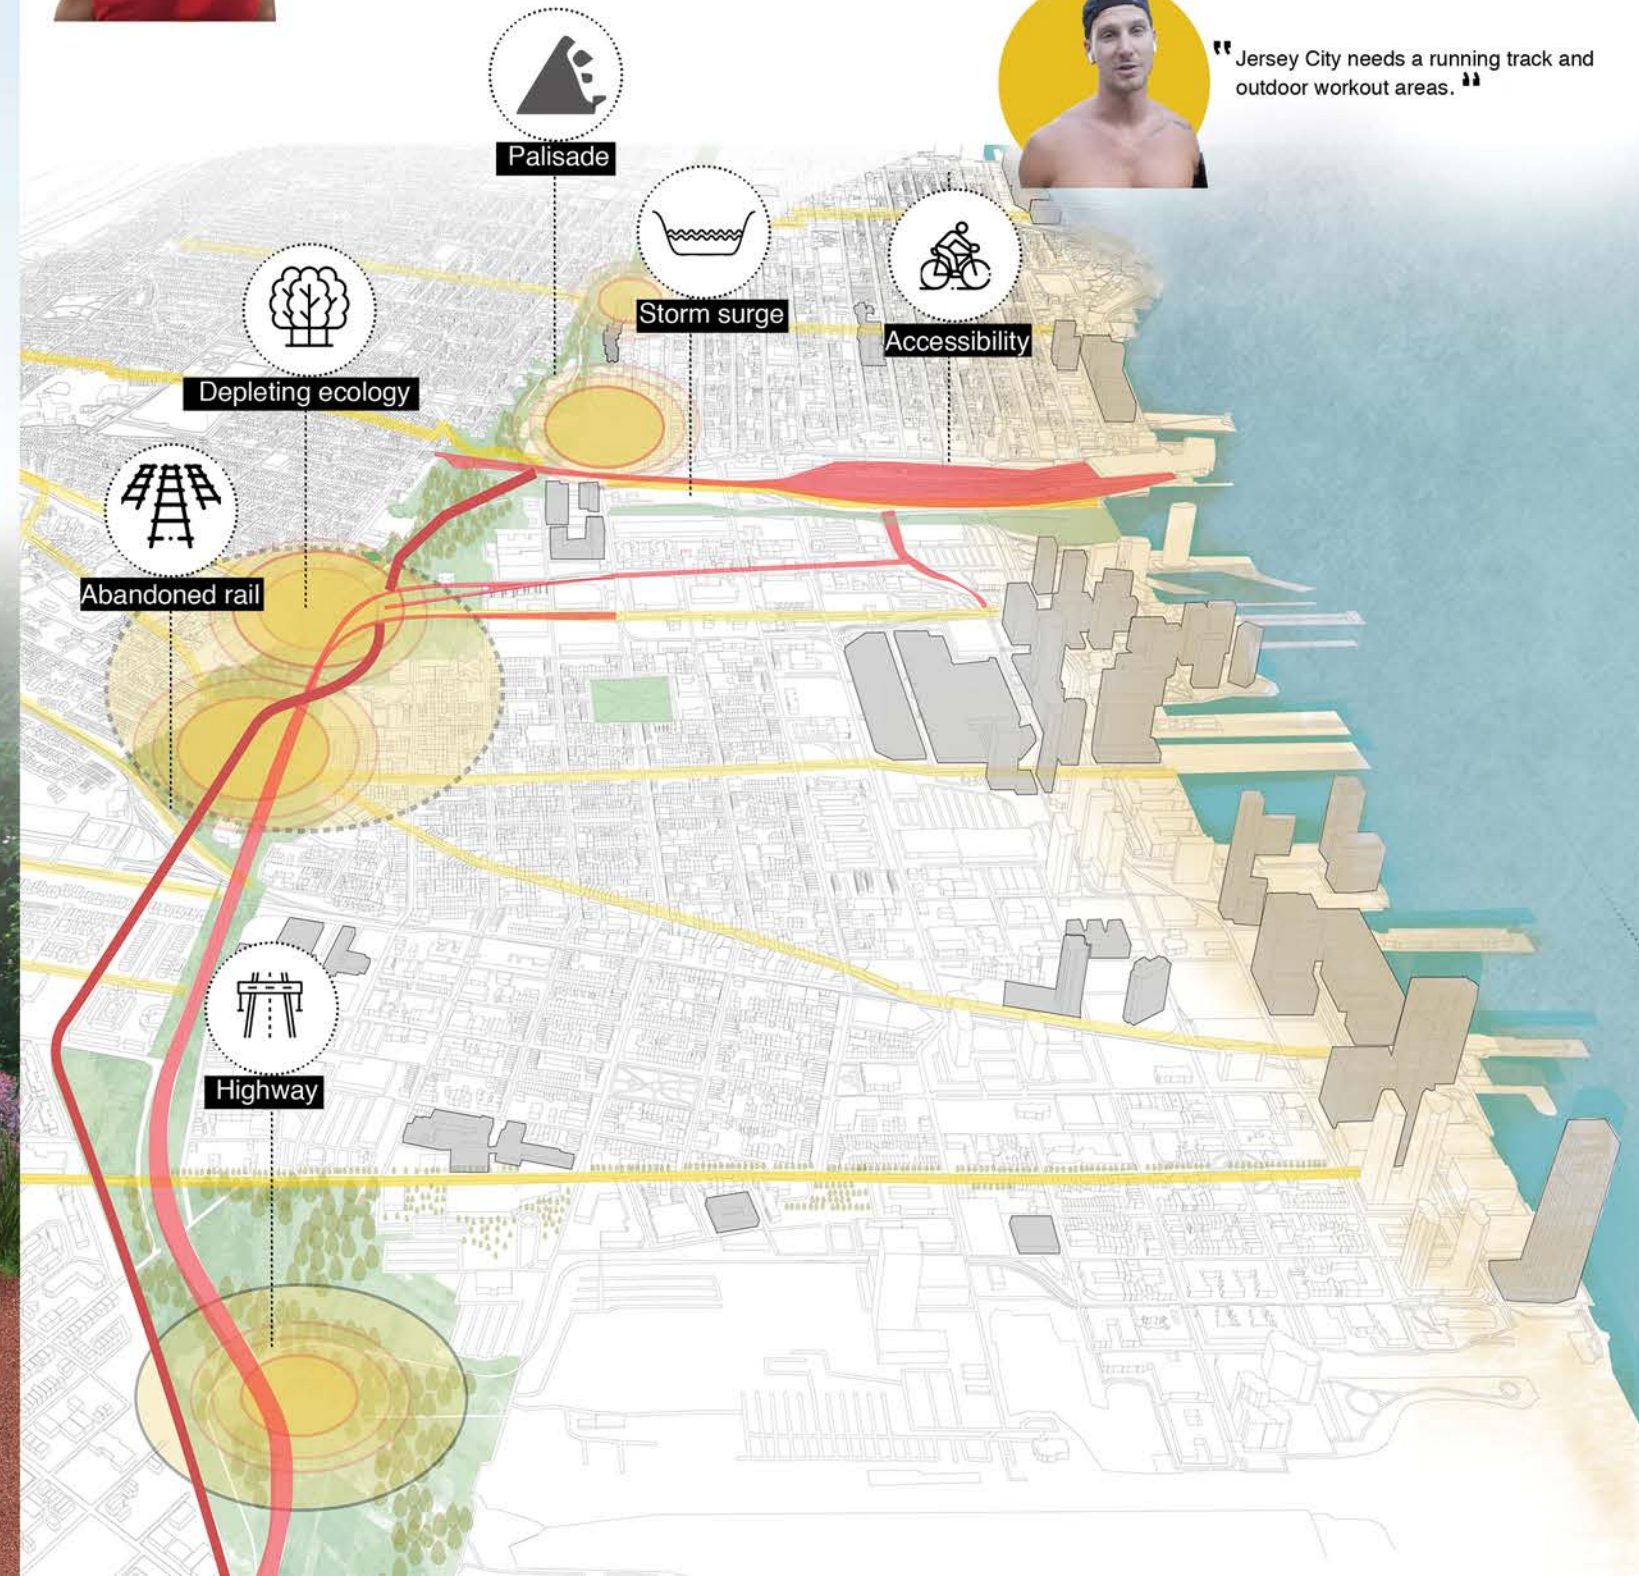 " Jersey City needs a running track and
outdoor workout areas. "
Palisade
Storm surge
Accessibility
Depleting ecology
Abandoned rail
Highway